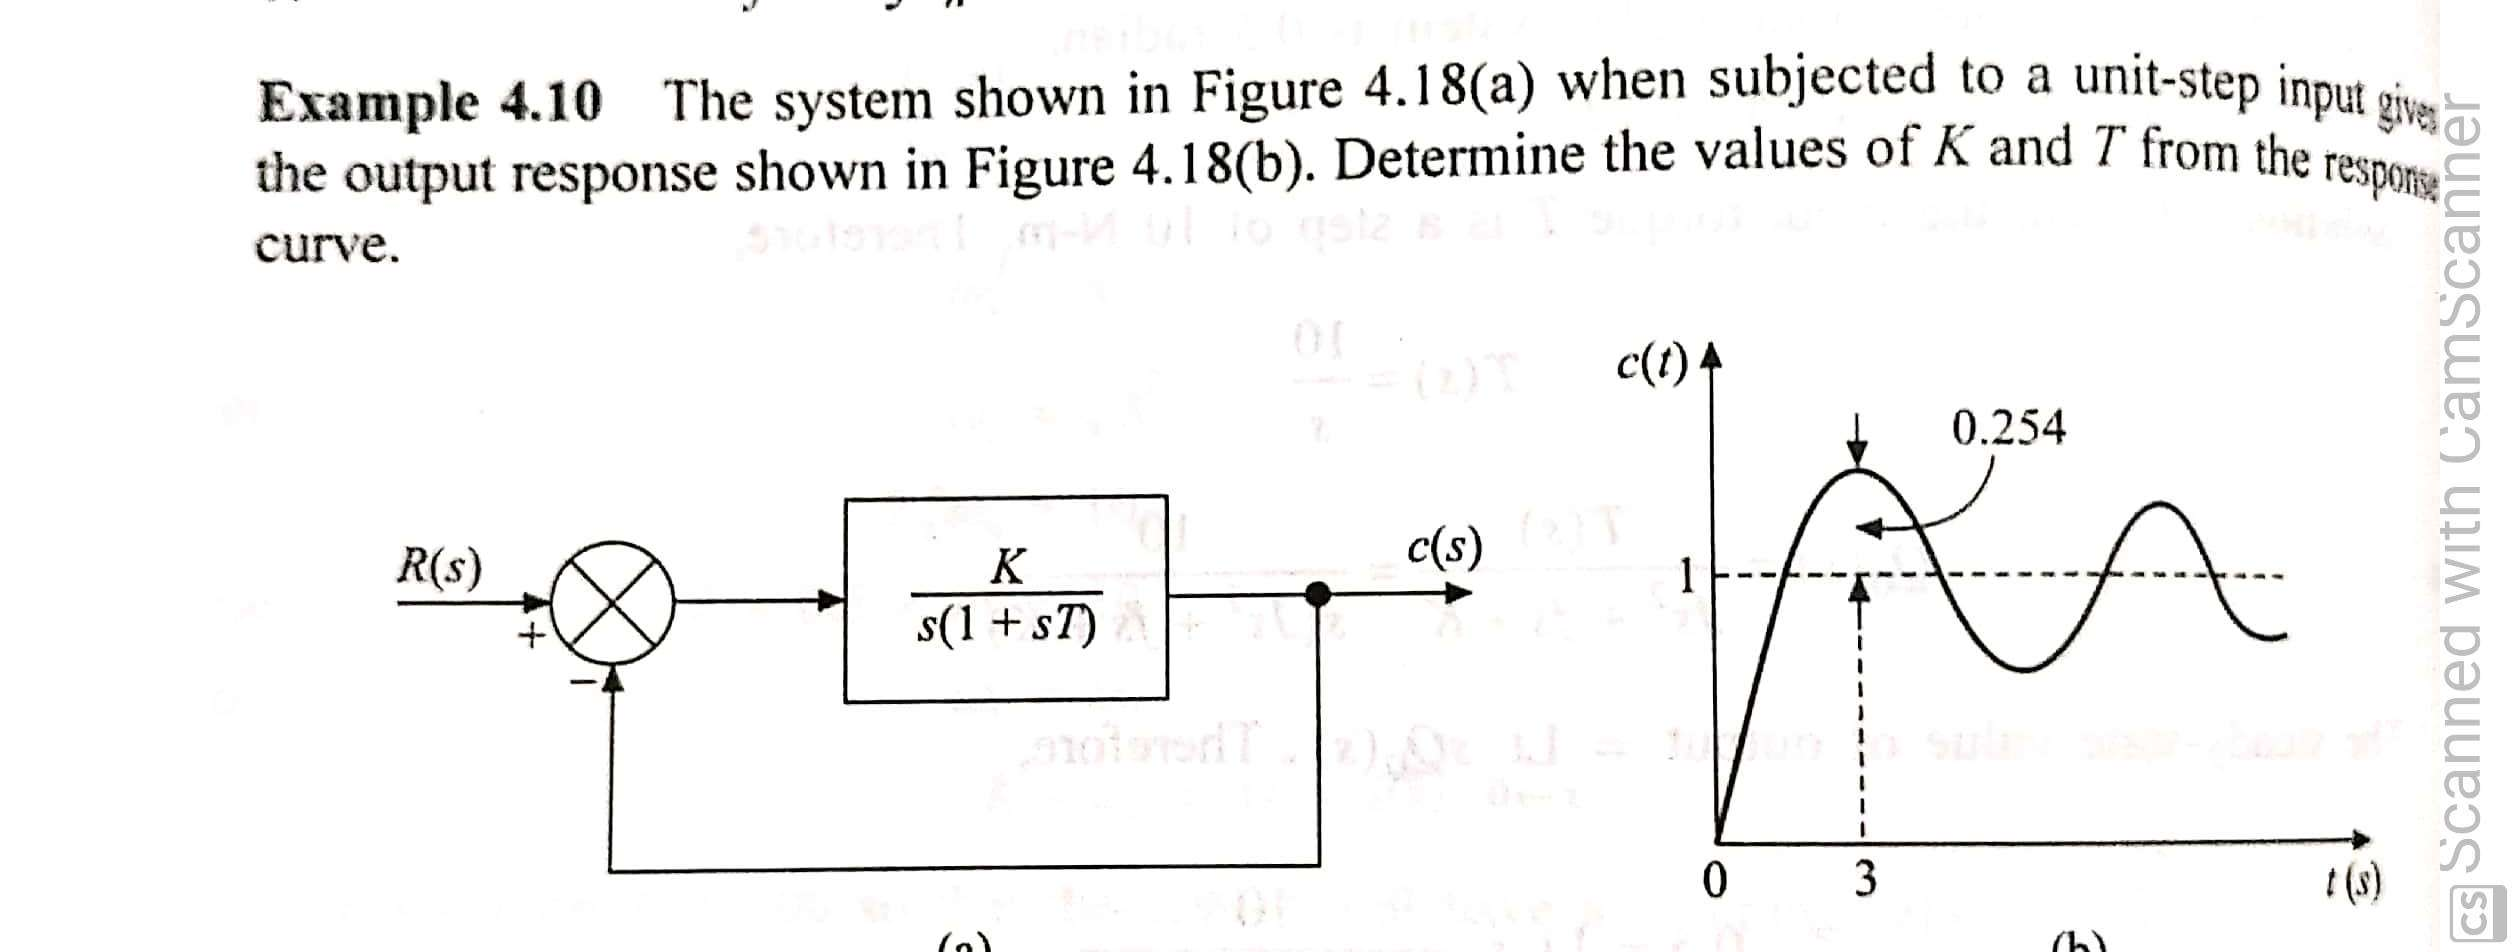 Example 4.10 The system shown in Figure 4.18(a) when subjected to a unit-step input gives
the output response shown in Figure 4.18(b). Determine the values of K and T from the response
curve.
c(t)
0.254
R(s)
+
−
K
s(1 + sT)
c(s)
1
0
3
t (s)
(a)
(b)
CS Scanned with CamScanner